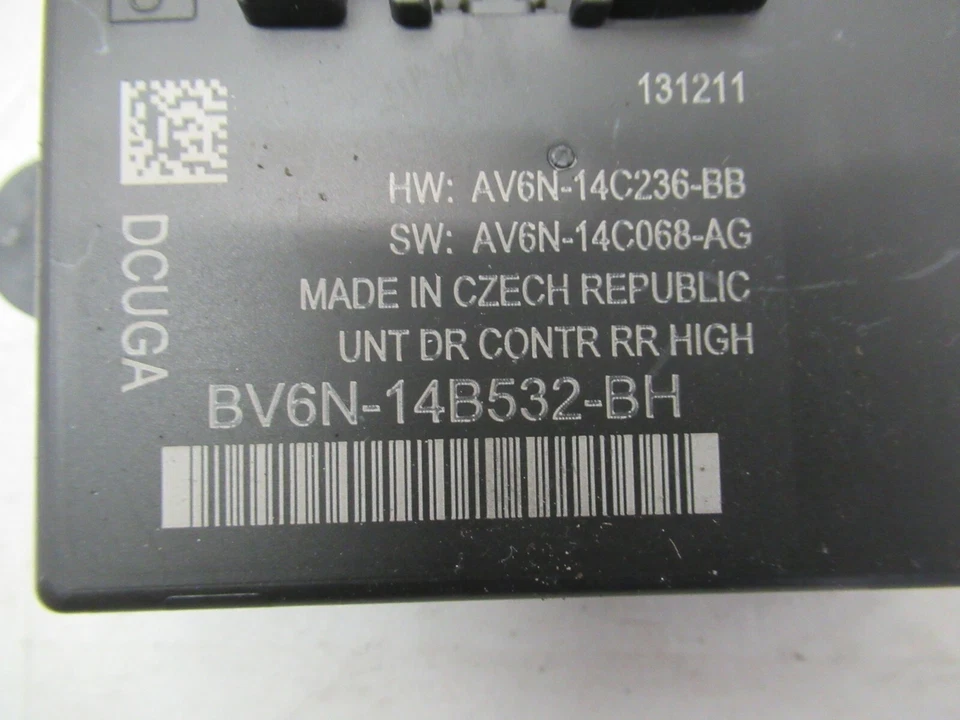 131211
HW: AV6N-14C236-BB
SW: AV6N-14C068-AG
MADE IN CZECH REPUBLIC
UNT DR CONTR RR HIGH
BV6N-14B532-BH
DCUGA